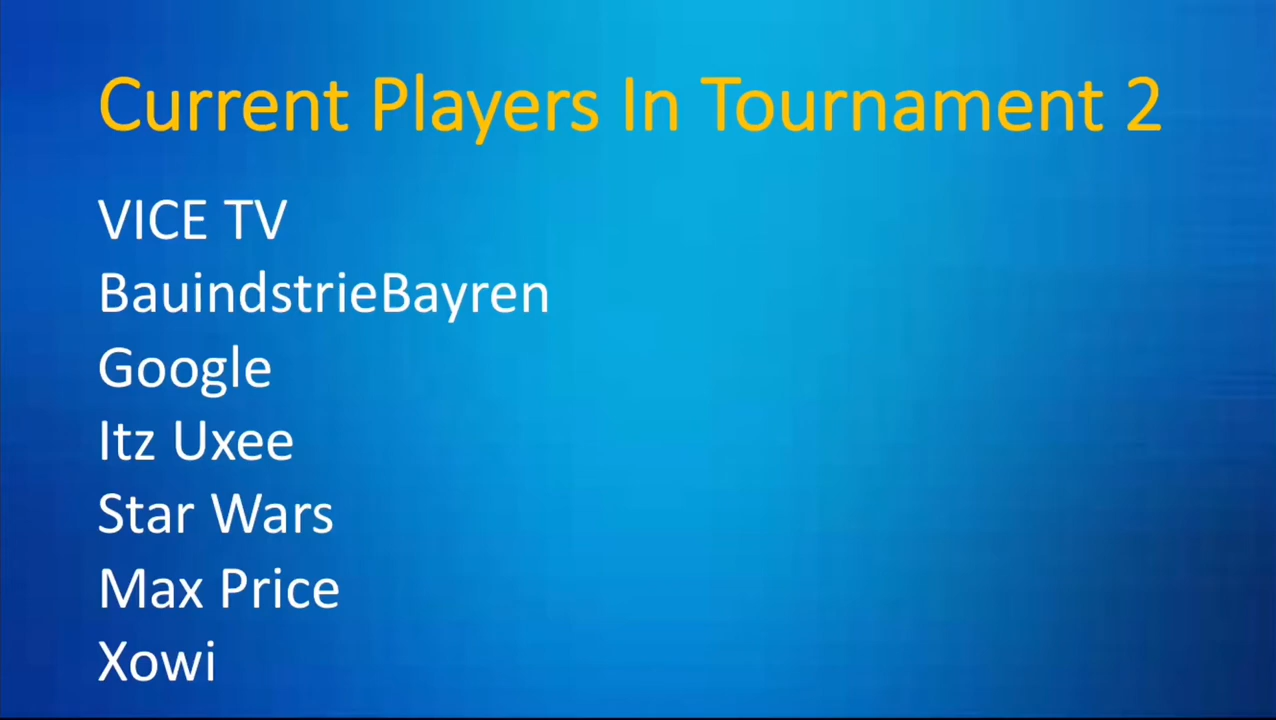 Current Players In Tournament 2
VICE TV
BauindstrieBayren
Google
Itz Uxee
Star Wars
Max Price
Xowi